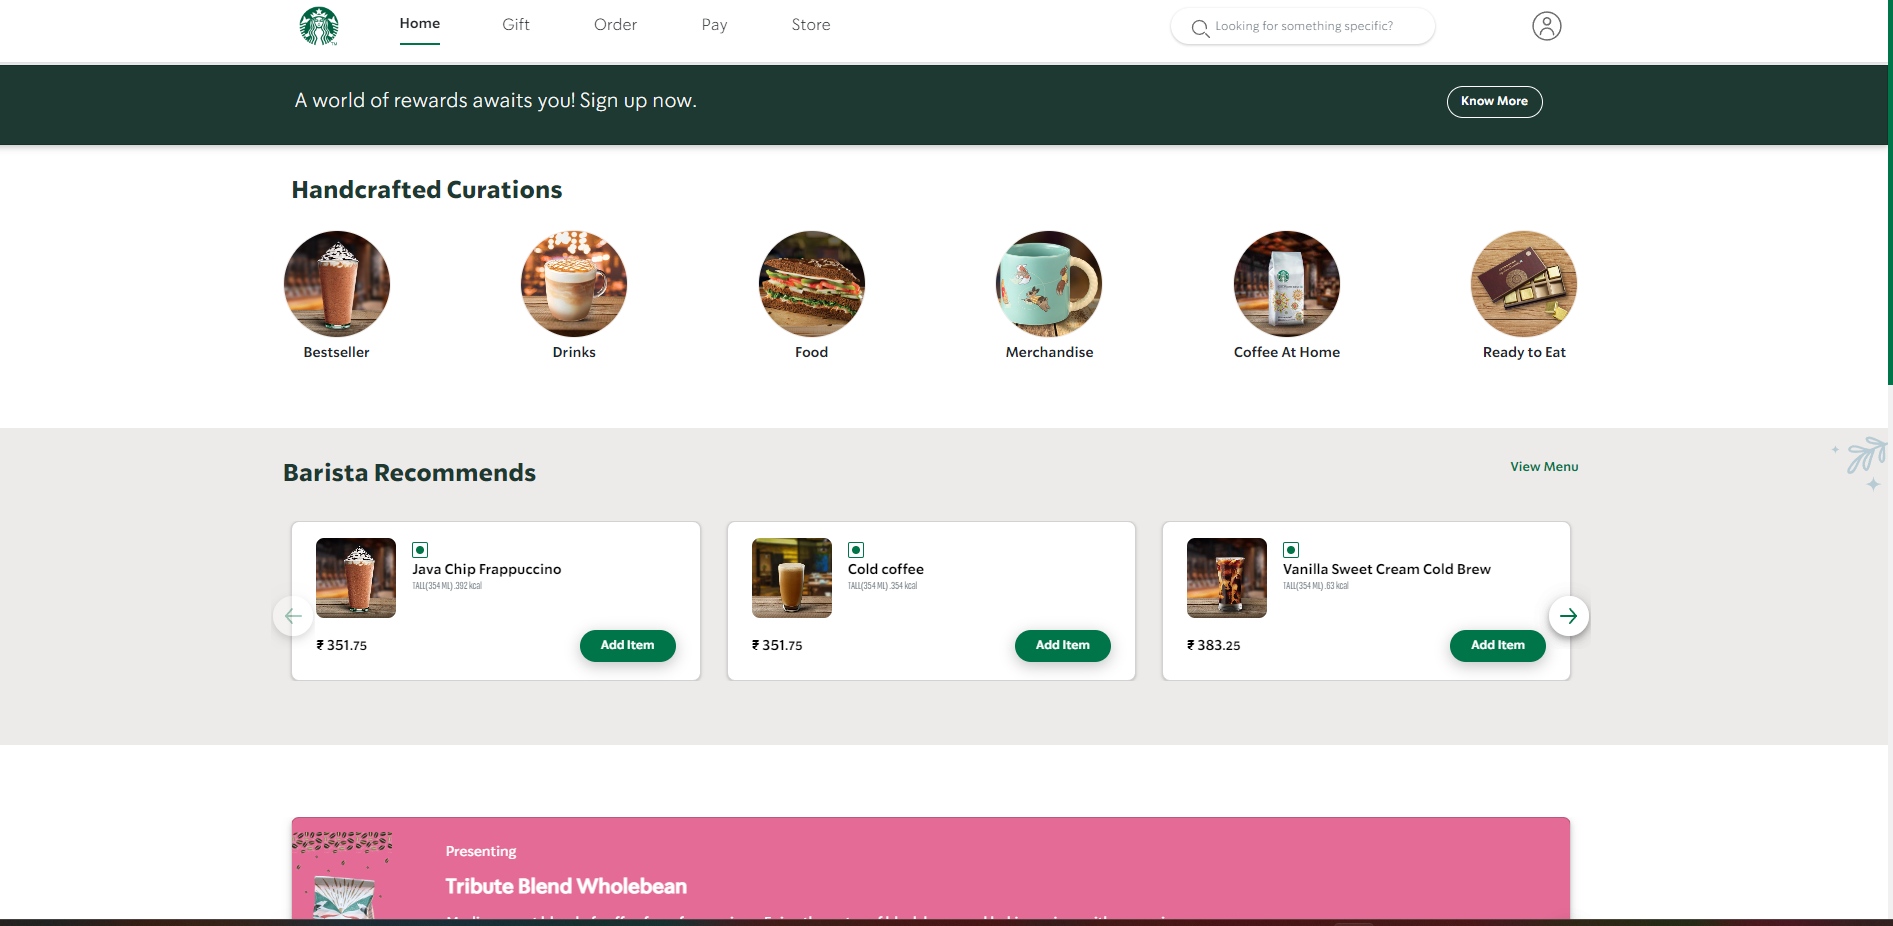 Home
Gift
Order
Pay
Store
Looking for something specific?
A world of rewards awaits you! Sign up now.
Know More
Handcrafted Curations
Bestseller
Drinks
Food
Merchandise
Coffee At Home
Ready to Eat
Barista Recommends
View Menu
Java Chip Frappuccino
TALL(354 ML) .392 kcal
₹ 351.75
Add Item
Cold coffee
TALL(354 ML) .354 kcal
₹ 351.75
Add Item
Vanilla Sweet Cream Cold Brew
TALL(354 ML) .63 kcal
₹ 383.25
Add Item
Presenting
Tribute Blend Wholebean